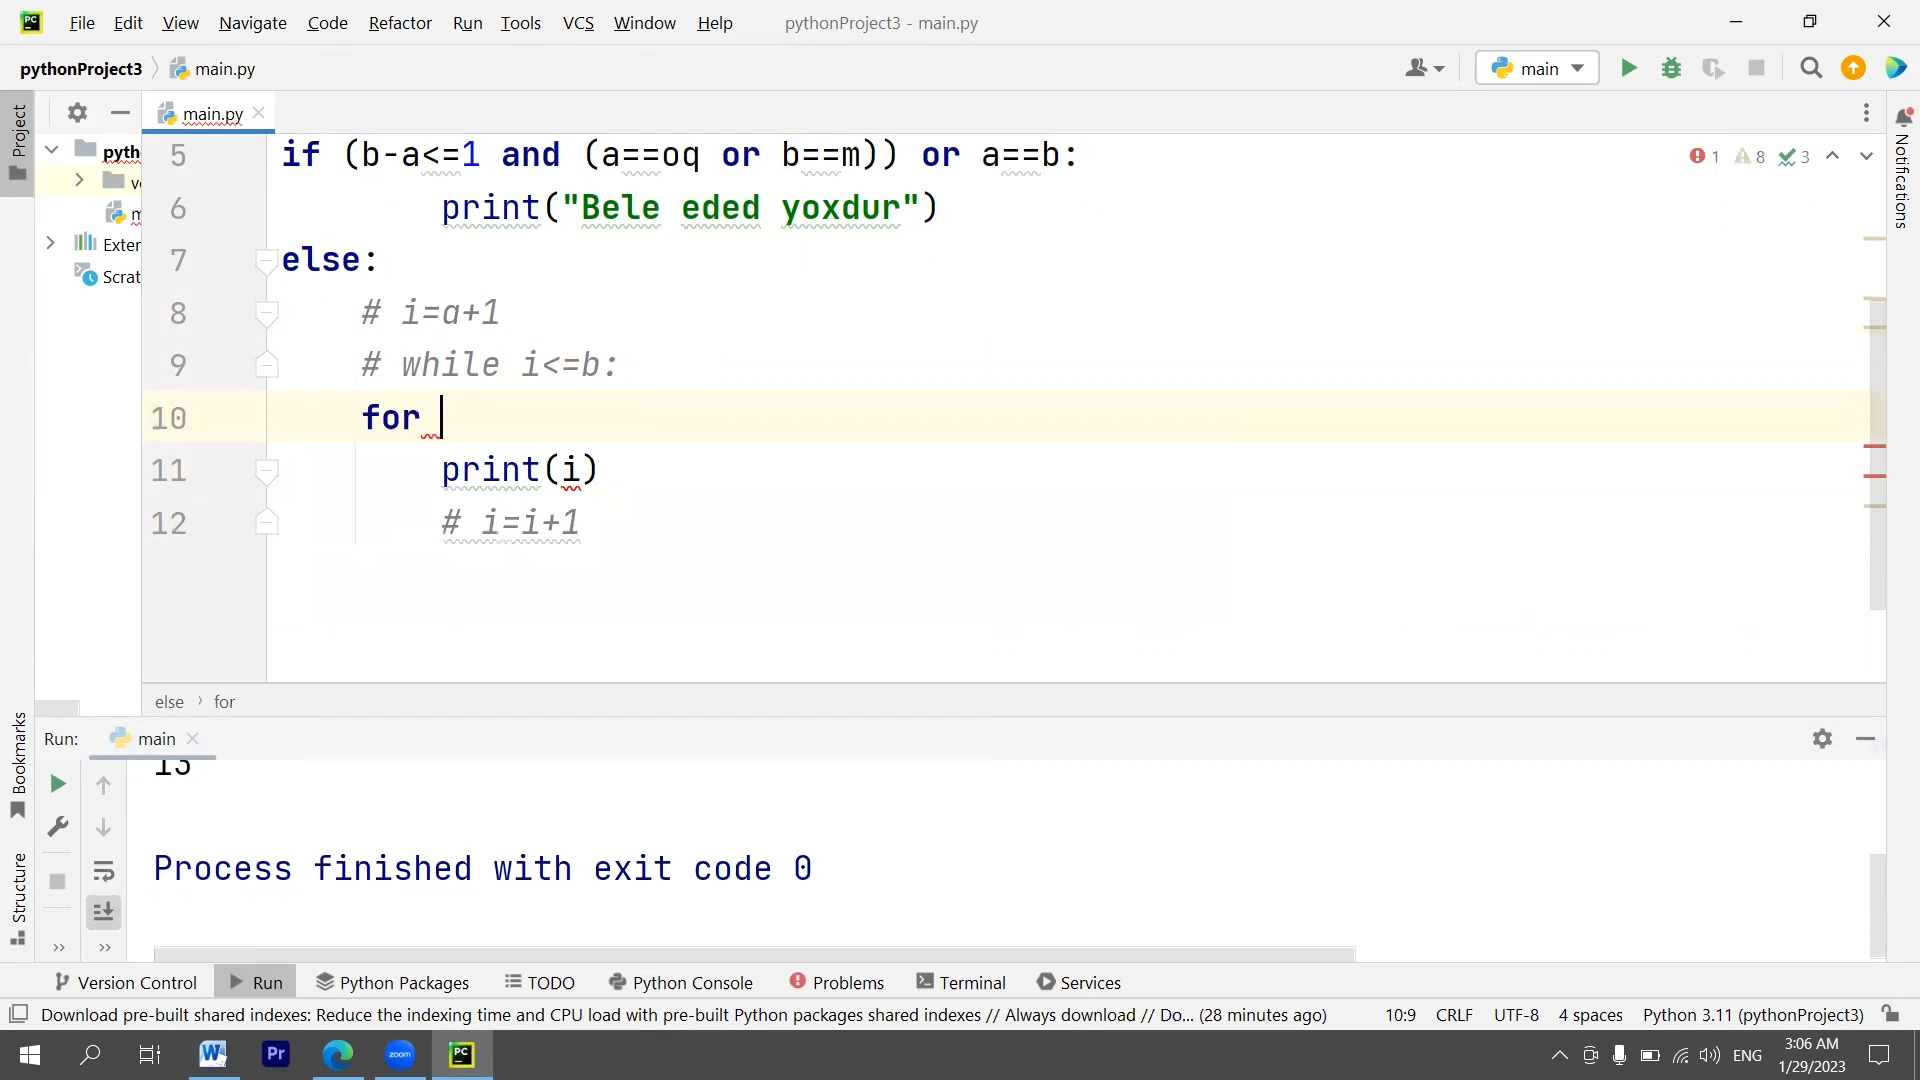 File Edit View Navigate Code Refactor Run Tools VCS Window Help pythonProject3 - main.py
pythonProject3 main.py main
Project
main.py
pyth
5 if (b-a<=1 and (a==oq or b==m)) or a==b:
1 8 3
Notifications
6 print("Bele eded yoxdur")
m
Exter
7 else:
Scrat
8 # i=a+1
9 # while i<=b:
10 for
11 print(i)
12 # i=i+1
else › for
Bookmarks
Structure
Run: main
13
Process finished with exit code 0
Version Control Run Python Packages TODO Python Console Problems Terminal Services
Download pre-built shared indexes: Reduce the indexing time and CPU load with pre-built Python packages shared indexes // Always download // Do... (28 minutes ago) 10:9 CRLF UTF-8 4 spaces Python 3.11 (pythonProject3)
W Pr zoom PC ENG 3:06 AM
1/29/2023